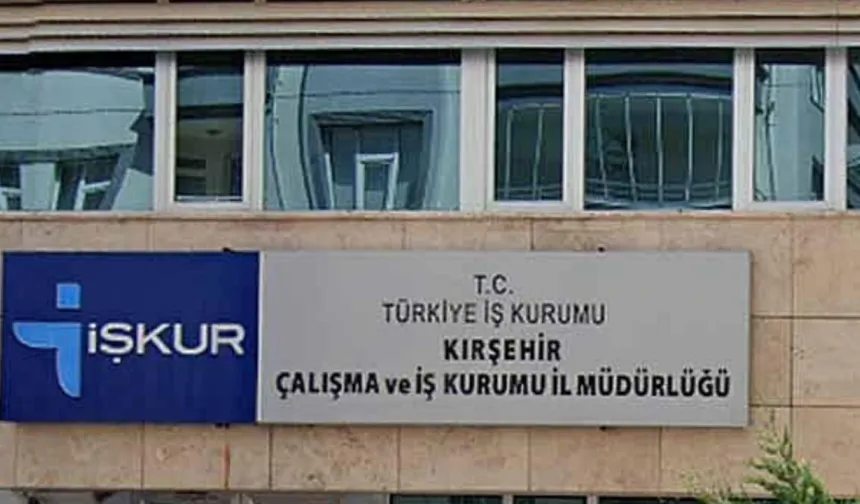 İŞKUR
T.C.
TÜRKİYE İŞ KURUMU
KIRŞEHİR
ÇALIŞMA ve İŞ KURUMU İL MÜDÜRLÜĞÜ